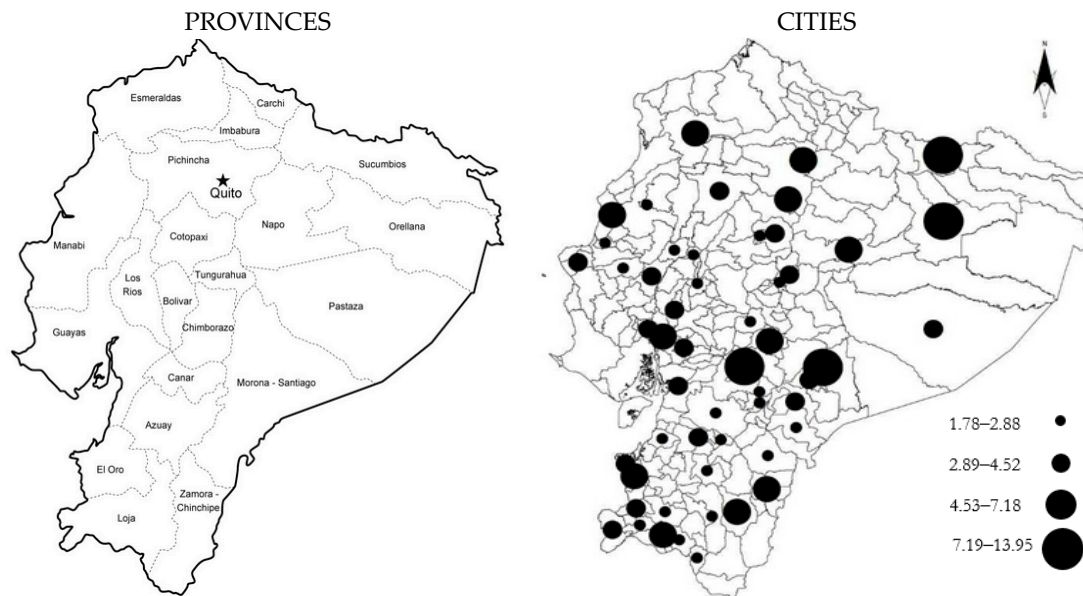 PROVINCES
CITIES
Esmeraldas
Carchi
Imbabura
Pichincha
Sucumbios
Quito
Napo
Orellana
Manabi
Cotopaxi
Los
Rios
Tungurahua
Bolivar
Pastaza
Guayas
Chimborazo
Canar
Morona - Santiago
Azuay
El Oro
Zamora -
Chinchipe
Loja
N
S
1.78–2.88
2.89–4.52
4.53–7.18
7.19–13.95